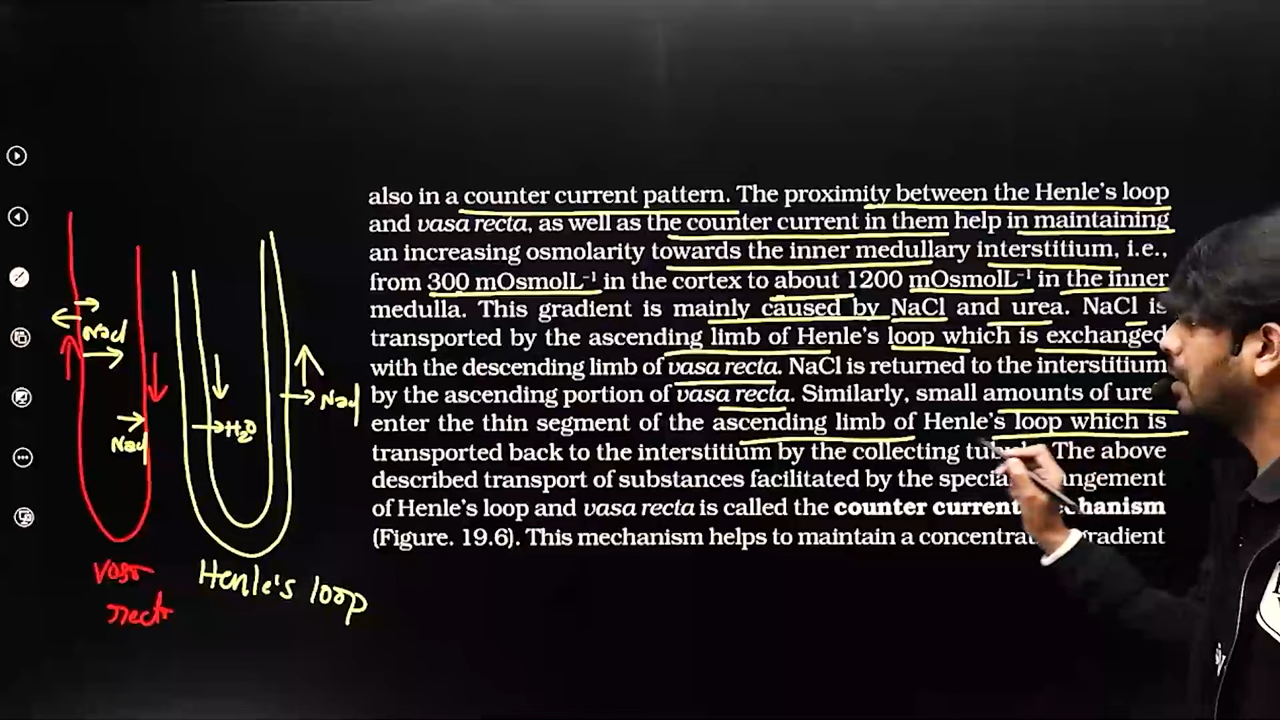 also in a counter current pattern. The proximity between the Henle's loop
and vasa recta, as well as the counter current in them help in maintaining
an increasing osmolarity towards the inner medullary interstitium, i.e.,
from 300 mOsmolL⁻¹ in the cortex to about 1200 mOsmolL⁻¹ in the inner
medulla. This gradient is mainly caused by NaCl and urea. NaCl is
transported by the ascending limb of Henle's loop which is exchanged
with the descending limb of vasa recta. NaCl is returned to the interstitium
by the ascending portion of vasa recta. Similarly, small amounts of ure
enter the thin segment of the ascending limb of Henle's loop which is
transported back to the interstitium by the collecting The above
described transport of substances facilitated by the specia
of Henle's loop and vasa recta is called the counter current
(Figure. 19.6). This mechanism helps to maintain a
Nacl
Nacl
H₂O
Nacl
Henle's loop
vasa
recta